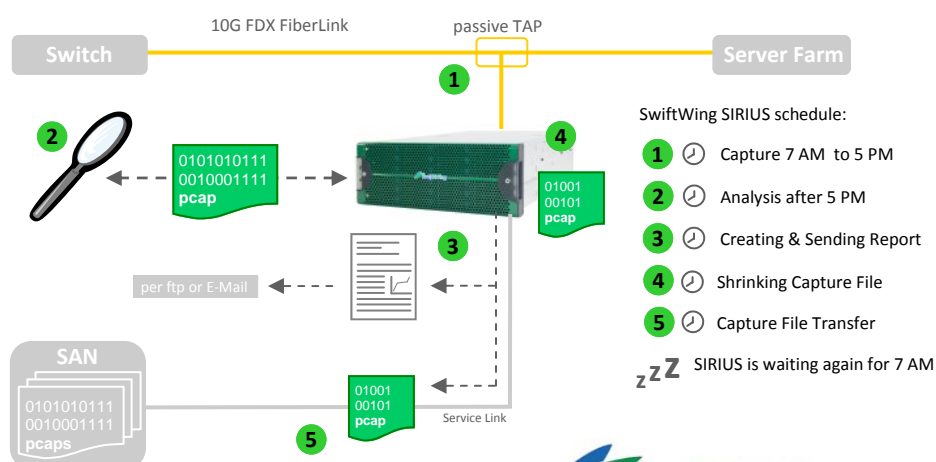 10G FDX FiberLink
passive TAP
Switch
Server Farm
1
2
0101010111
0010001111
pcap
4
01001
00101
pcap
3
per ftp or E-Mail
SAN
0101010111
0010001111
pcaps
01001
00101
pcap
5
Service Link
SwiftWing SIRIUS schedule:
1 Capture 7 AM to 5 PM
2 Analysis after 5 PM
3 Creating & Sending Report
4 Shrinking Capture File
5 Capture File Transfer
zzZ SIRIUS is waiting again for 7 AM